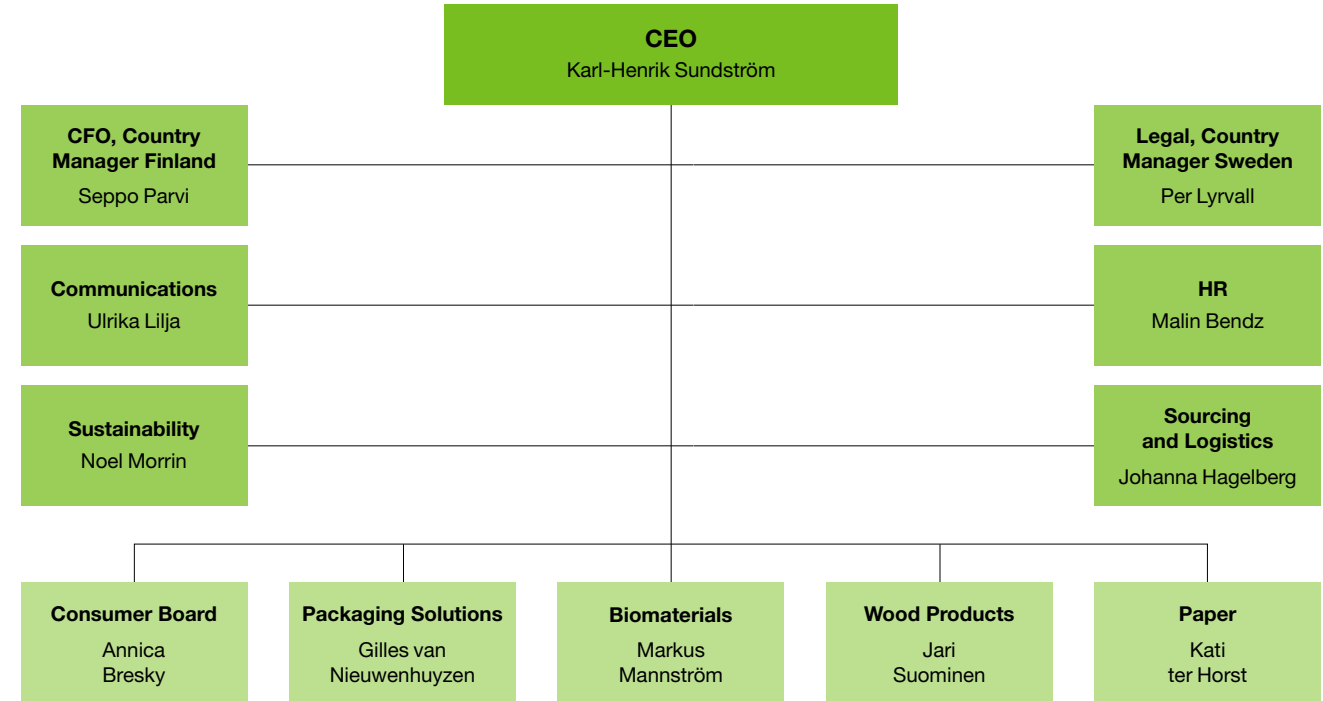 CEO
Karl-Henrik Sundström
CFO, Country
Manager Finland
Seppo Parvi
Legal, Country
Manager Sweden
Per Lyrvall
Communications
Ulrika Lilja
HR
Malin Bendz
Sustainability
Noel Morrin
Sourcing
and Logistics
Johanna Hagelberg
Consumer Board
Annica
Bresky
Packaging Solutions
Gilles van
Nieuwenhuyzen
Biomaterials
Markus
Mannström
Wood Products
Jari
Suominen
Paper
Kati
ter Horst